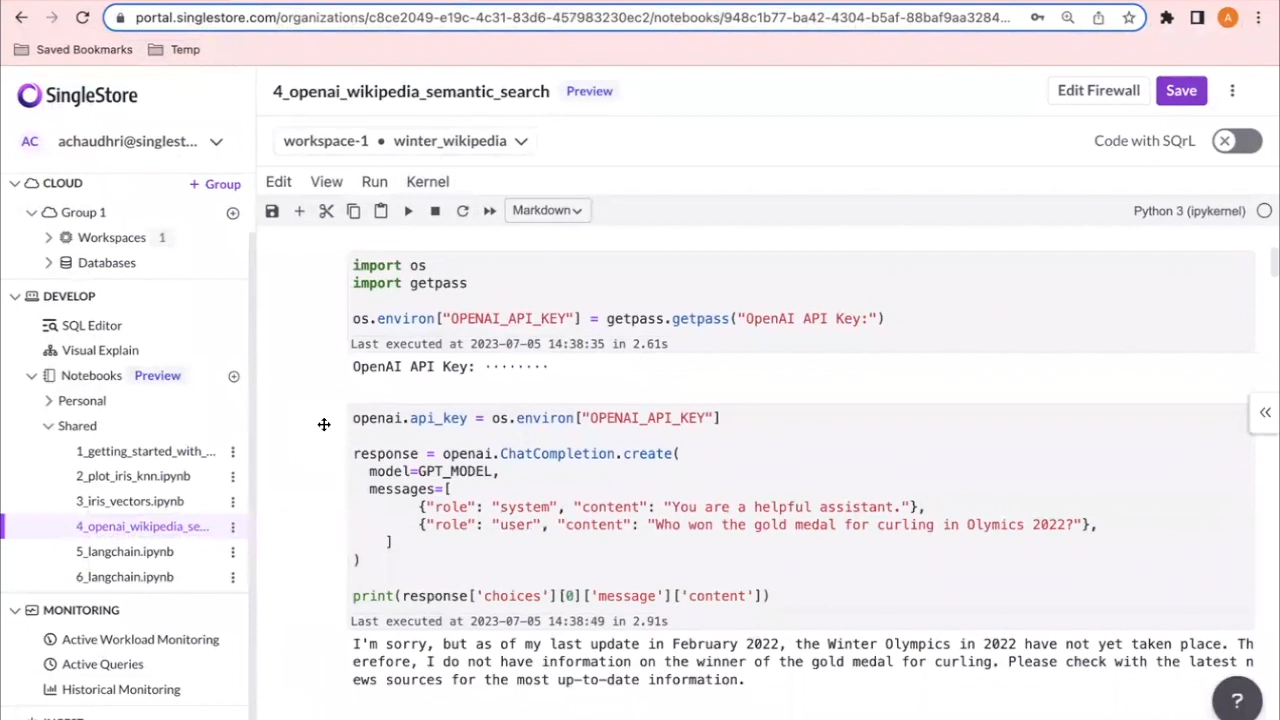 portal.singlestore.com/organizations/c8ce2049-e19c-4c31-83d6-457983230ec2/notebooks/948c1b77-ba42-4304-b5af-88baf9aa3284...
A
Saved Bookmarks Temp
SingleStore
4_openai_wikipedia_semantic_search Preview
Edit Firewall Save
AC achaudhri@singlest...
workspace-1 • winter_wikipedia
Code with SQrL
CLOUD + Group
Edit View Run Kernel
Group 1
Markdown
Python 3 (ipykernel)
Workspaces 1
Databases
DEVELOP
SQL Editor
Visual Explain
Notebooks Preview
Personal
Shared
1_getting_started_with_...
2_plot_iris_knn.ipynb
3_iris_vectors.ipynb
4_openai_wikipedia_se...
5_langchain.ipynb
6_langchain.ipynb
MONITORING
Active Workload Monitoring
Active Queries
Historical Monitoring
import os
import getpass
os.environ["OPENAI_API_KEY"] = getpass.getpass("OpenAI API Key:")
Last executed at 2023-07-05 14:38:35 in 2.61s
OpenAI API Key: ········
openai.api_key = os.environ["OPENAI_API_KEY"]
response = openai.ChatCompletion.create(
model=GPT_MODEL,
messages=[
{"role": "system", "content": "You are a helpful assistant."},
{"role": "user", "content": "Who won the gold medal for curling in Olymics 2022?"},
]
)
print(response['choices'][0]['message']['content'])
Last executed at 2023-07-05 14:38:49 in 2.91s
I'm sorry, but as of my last update in February 2022, the Winter Olympics in 2022 have not yet taken place. Th
erefore, I do not have information on the winner of the gold medal for curling. Please check with the latest n
ews sources for the most up-to-date information.
?